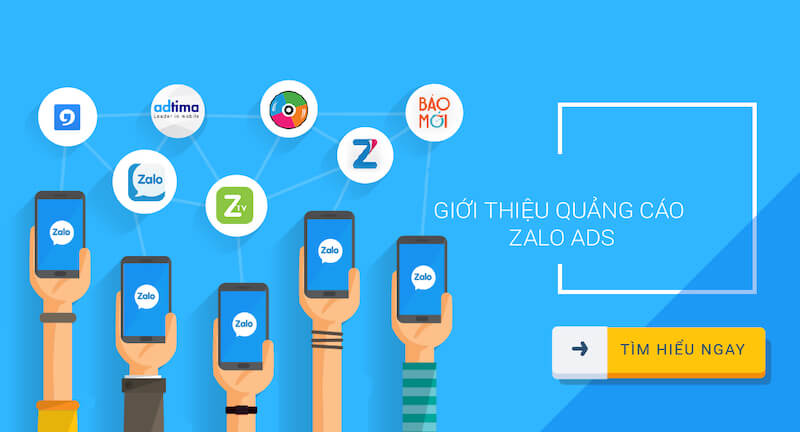 adtima
Leader in mobile
BÁO
MỚI
Zalo
Z
Z TV
Zalo
Zalo
Zalo
Zalo
Zalo
GIỚI THIỆU QUẢNG CÁO
ZALO ADS
TÌM HIỂU NGAY